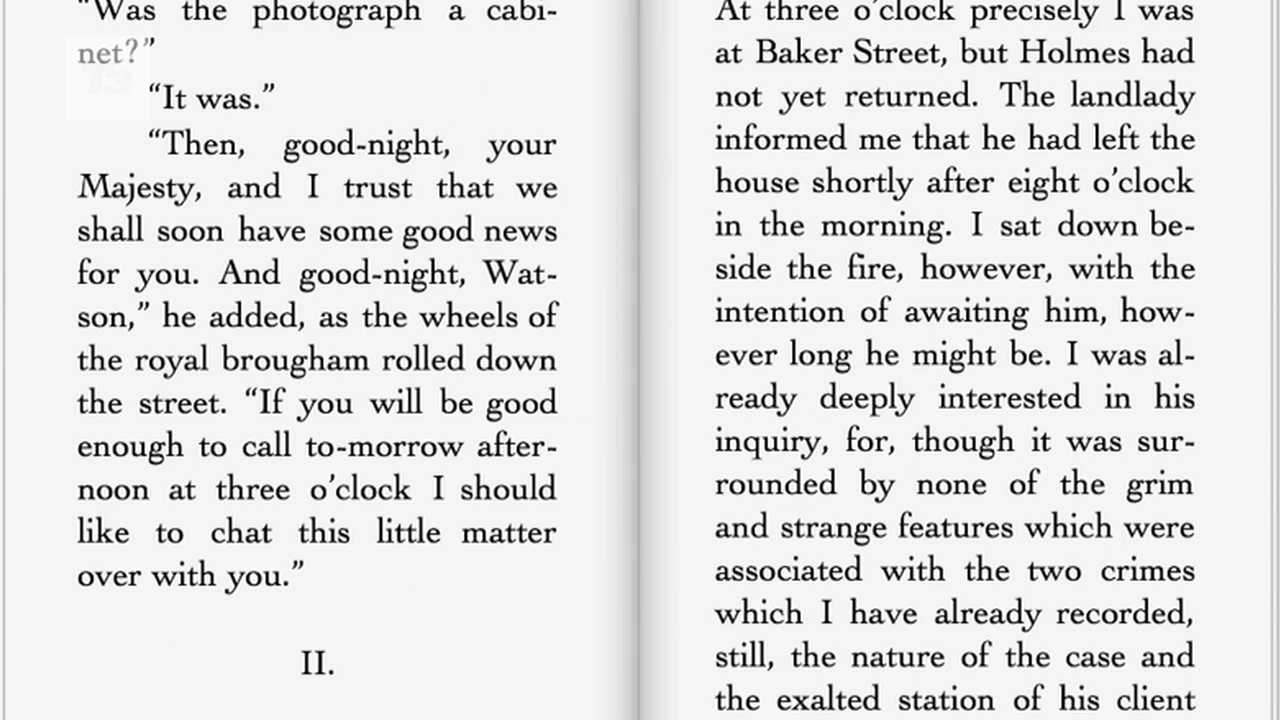 "Was the photograph a cabi-
net?"
"It was."
"Then, good-night, your
Majesty, and I trust that we
shall soon have some good news
for you. And good-night, Wat-
son," he added, as the wheels of
the royal brougham rolled down
the street. "If you will be good
enough to call to-morrow after-
noon at three o'clock I should
like to chat this little matter
over with you."
II.
At three o'clock precisely I was
at Baker Street, but Holmes had
not yet returned. The landlady
informed me that he had left the
house shortly after eight o'clock
in the morning. I sat down be-
side the fire, however, with the
intention of awaiting him, how-
ever long he might be. I was al-
ready deeply interested in his
inquiry, for, though it was sur-
rounded by none of the grim
and strange features which were
associated with the two crimes
which I have already recorded,
still, the nature of the case and
the exalted station of his client